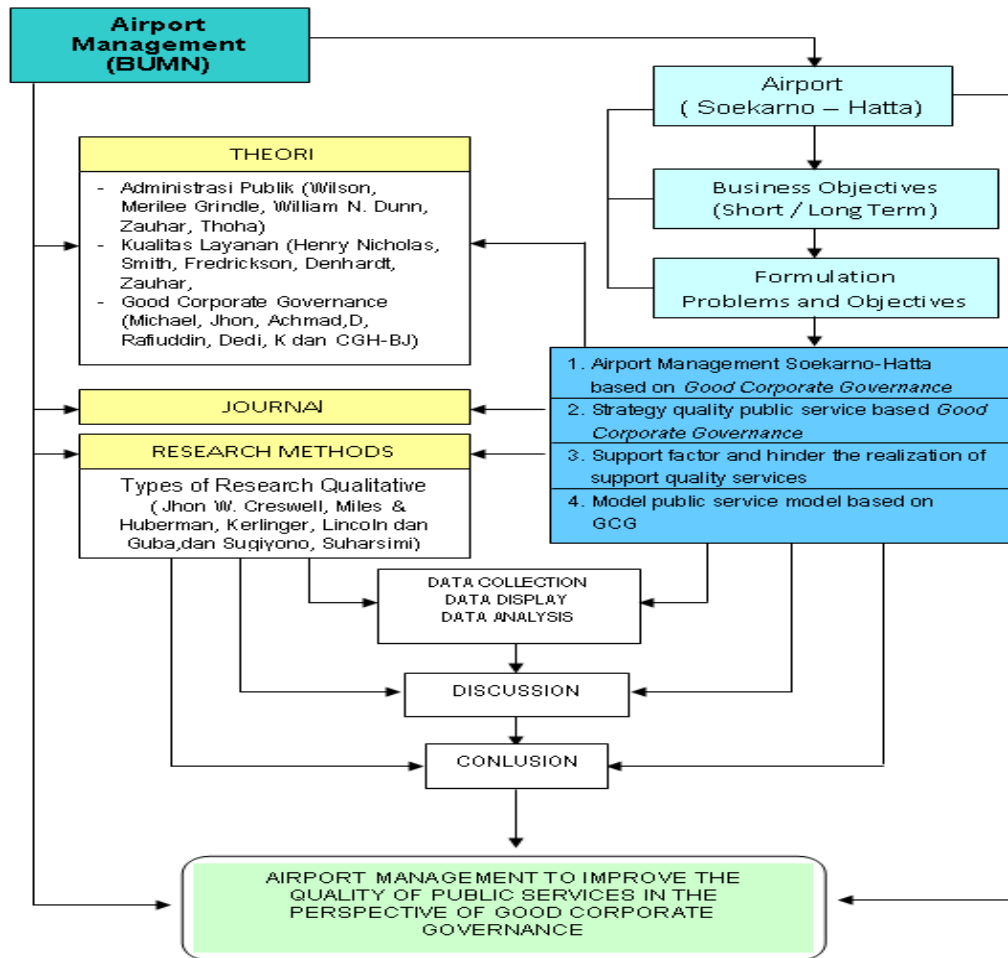 Airport
Management
(BUMN)
Airport
( Soekarno – Hatta)
Business Objectives
(Short / Long Term)
Formulation
Problems and Objectives
THEORI
- Administrasi Publik (Wilson,
Merilee Grindle, William N. Dunn,
Zauhar, Thoha)
- Kualitas Layanan (Henry Nicholas,
Smith, Fredrickson, Denhardt,
Zauhar,
- Good Corporate Governance
(Michael, Jhon, Achmad,D,
Rafiuddin, Dedi, K dan CGH-BJ)
JOURNAI
RESEARCH METHODS
Types of Research Qualitative
( Jhon W. Creswell, Miles &
Huberman, Kerlinger, Lincoln dan
Guba,dan Sugiyono, Suharsimi)
1. Airport Management Soekarno-Hatta
based on Good Corporate Governance
2. Strategy quality public service based Good
Corporate Governance
3. Support factor and hinder the realization of
support quality services
4. Model public service model based on
GCG
DATA COLLECTION
DATA DISPLAY
DATA ANALYSIS
DISCUSSION
CONLUSION
AIRPORT MANAGEMENT TO IMPROVE THE
QUALITY OF PUBLIC SERVICES IN THE
PERSPECTIVE OF GOOD CORPORATE
GOVERNANCE